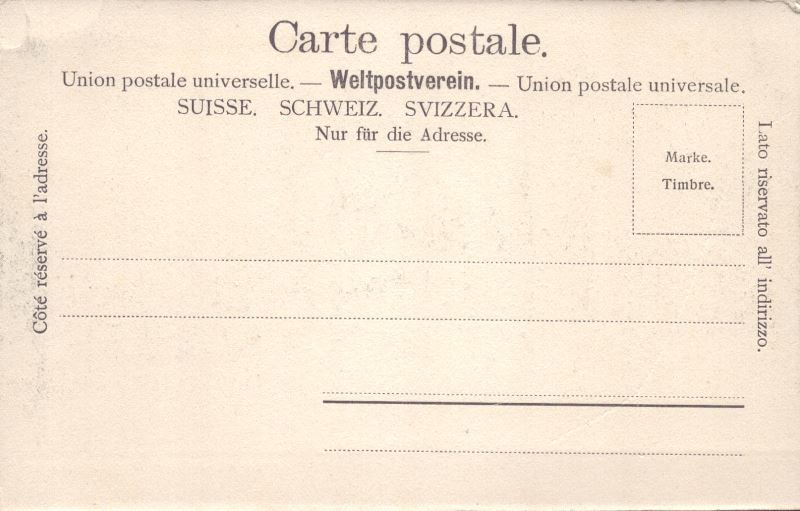 Carte postale.
Union postale universelle. — Weltpostverein. — Union postale universale.
SUISSE. SCHWEIZ. SVIZZERA.
Nur für die Adresse.
Marke.
Timbre.
Côté réservé à l'adresse.
Lato riservato all' indirizzo.